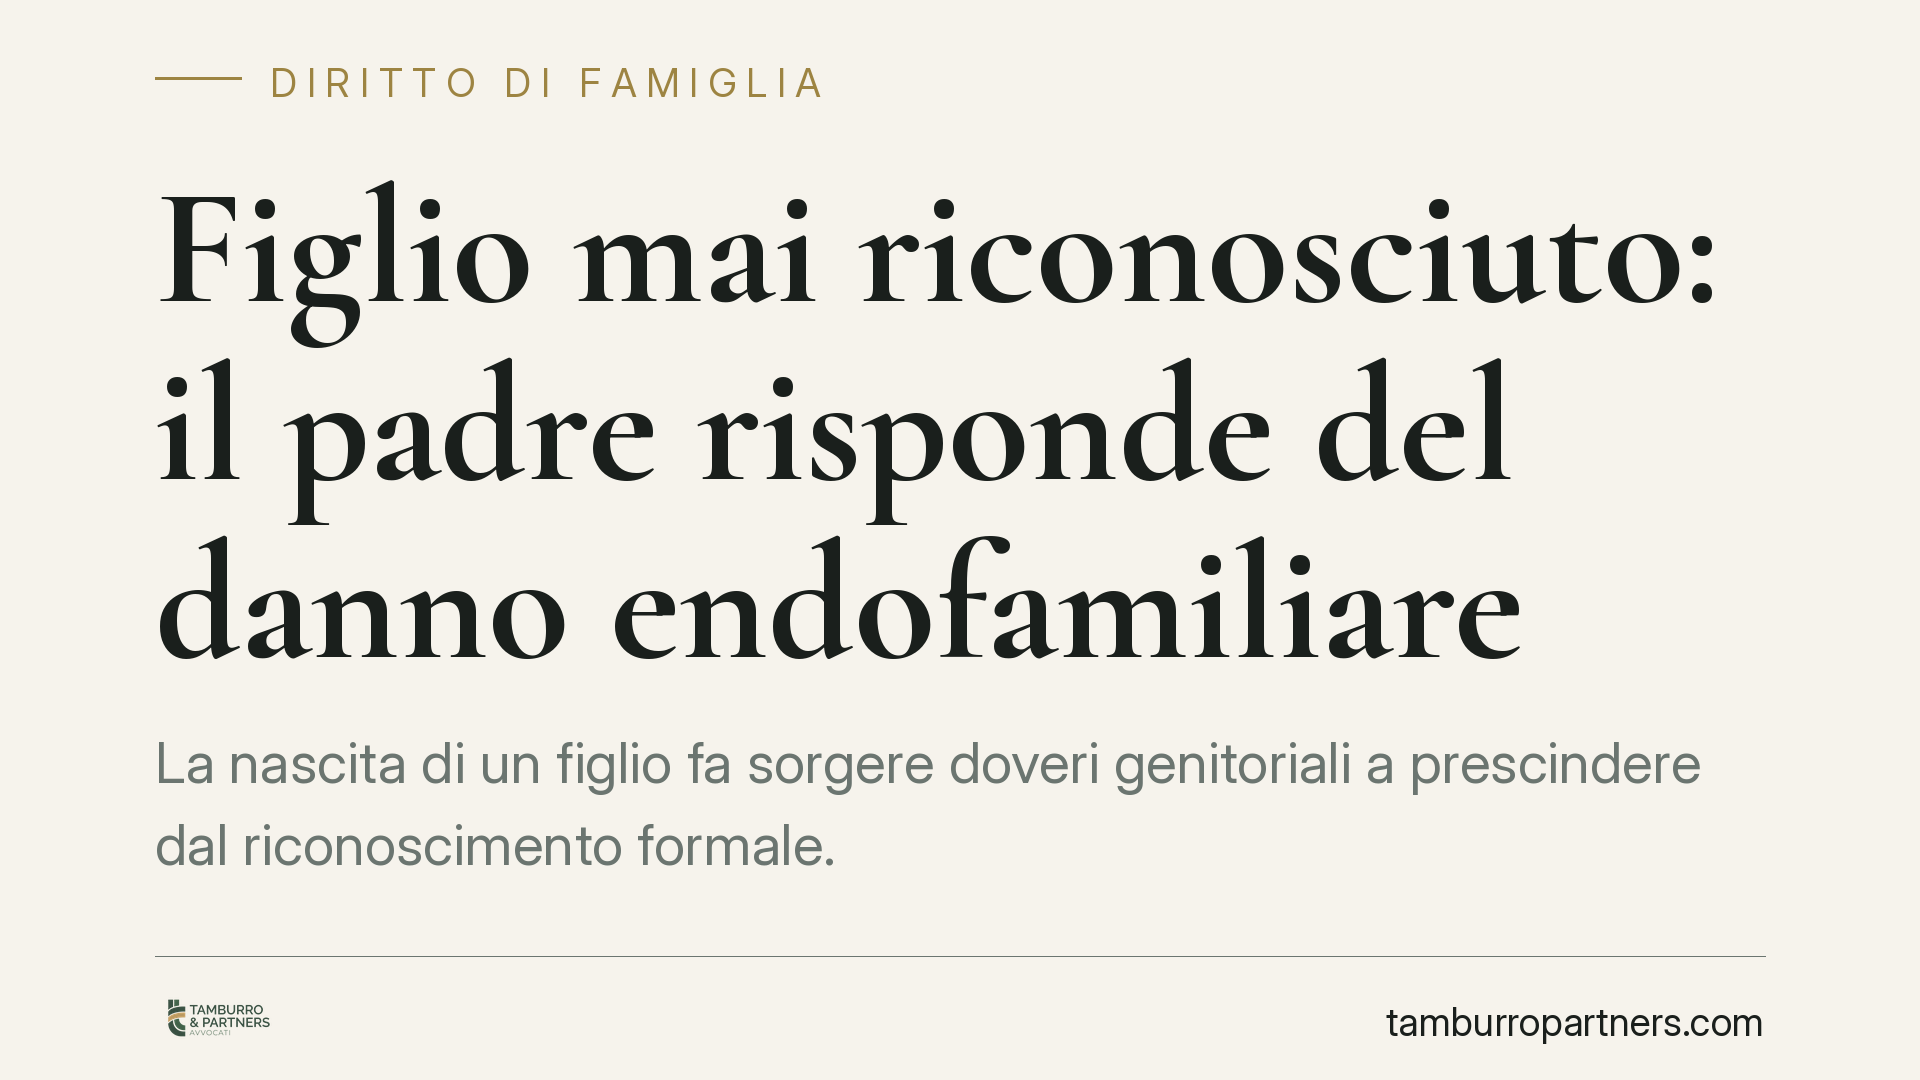 DIRITTO DI FAMIGLIA
Figlio mai riconosciuto:
il padre risponde del
danno endofamiliare
La nascita di un figlio fa sorgere doveri genitoriali a prescindere
dal riconoscimento formale.
TAMBURRO
& PARTNERS
AVVOCATI
tamburropartners.com